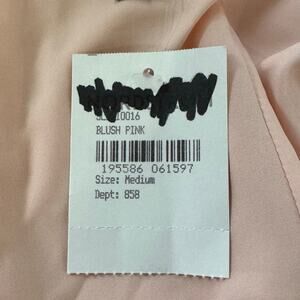 BLUSH PINK
195586 061597
Size: Medium
Dept: 858